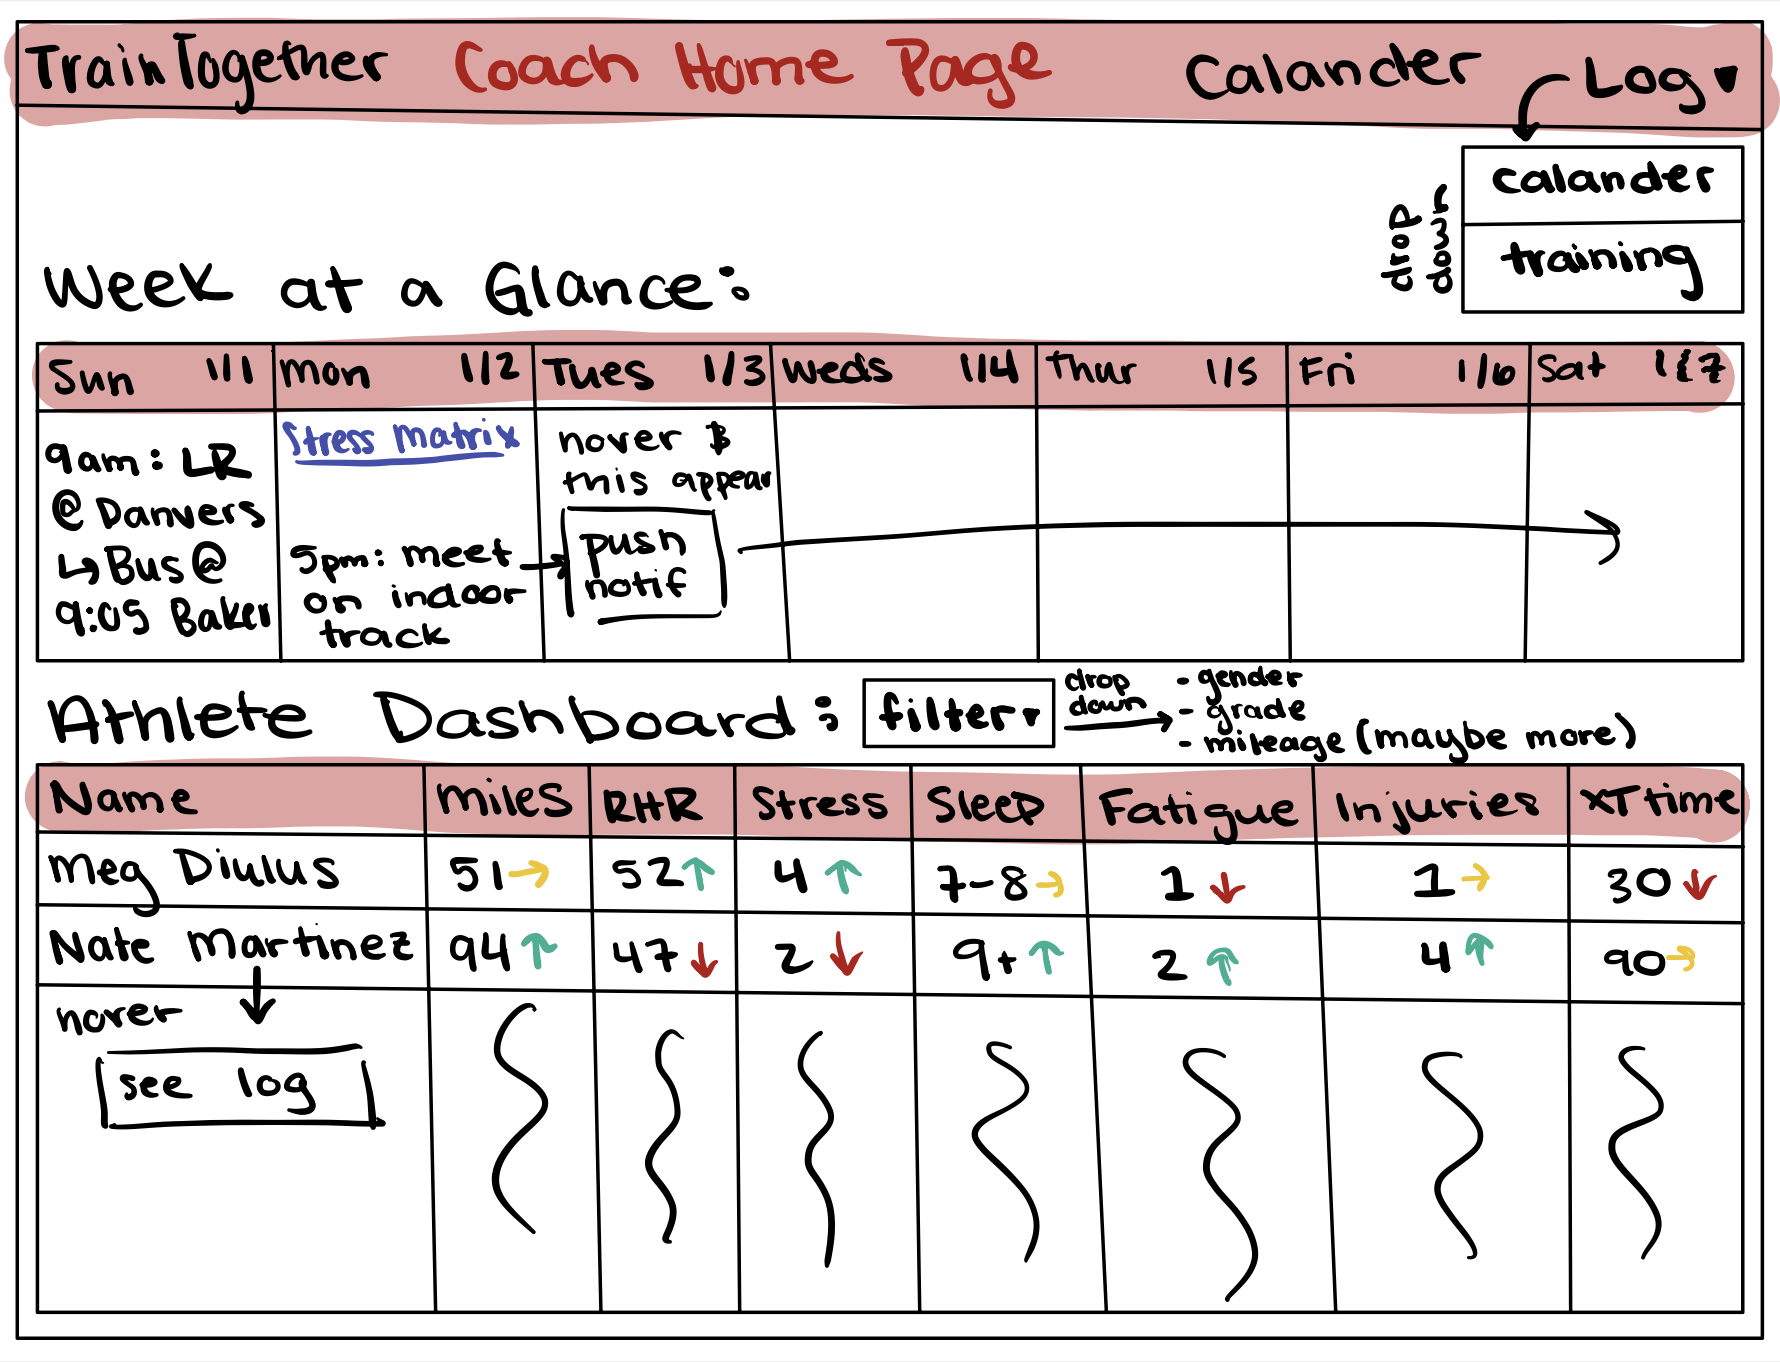 TrainTogether Coach Home Page Calander Log ▼
calander
training
drop down
Week at a Glance:
Sun 1/1 Mon 1/2 Tues 1/3 Weds 1/4 Thur 1/5 Fri 1/6 Sat 1/7
9am: LR
@ Danvers
↳ Bus @
9:05 Baker
Stress Matrix
5pm: meet
on indoor
track
hover &
this appear
push
notif
Athlete Dashboard: filter ▾
drop
down
- gender
- grade
- mileage (maybe more)
Name Miles RHR Stress Sleep Fatigue Injuries XT time
Meg Diulus 51 → 52 ↑ 4 ↑ 7-8 → 1 ↓ 1 → 30 ↓
Nate Martinez 94 ↑ 47 ↓ 2 ↓ 9+ ↑ 2 ↑ 4 ↑ 90 →
hover
see log